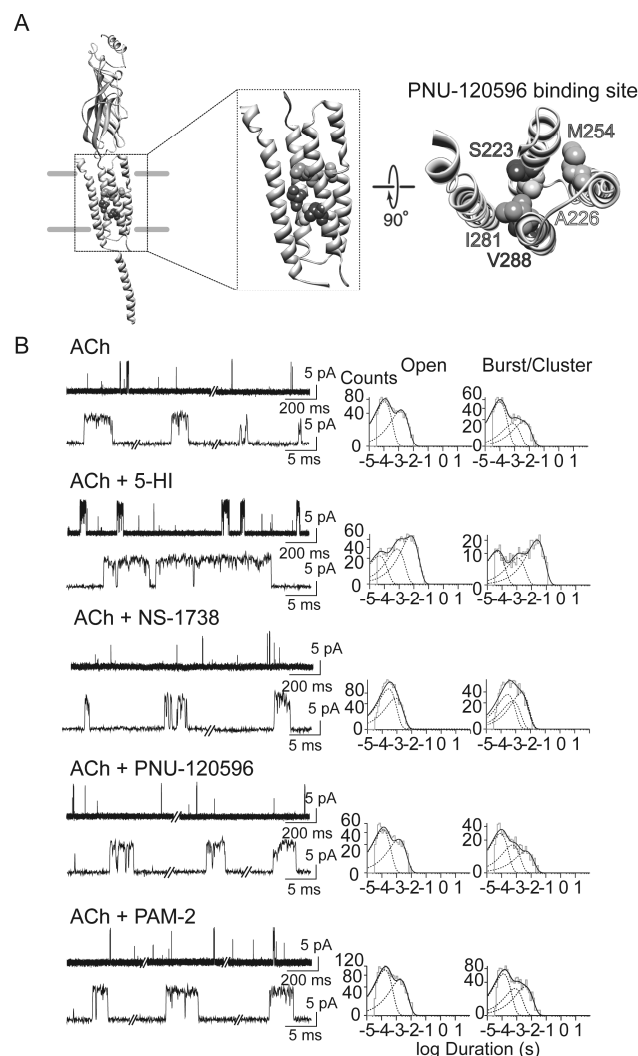 A
PNU-120596 binding site
S223
M254
90°
A226
I281
V288
B
ACh
Counts
Open
Burst/Cluster
5 pA
200 ms
5 pA
5 ms
80
40
0
-5-4-3-2-1 0 1
60
40
20
0
-5-4-3-2-1 0 1
ACh + 5-HI
5 pA
200 ms
5 pA
5 ms
60
40
20
0
-5-4-3-2-1 0 1
20
10
0
-5-4-3-2-1 0 1
ACh + NS-1738
5 pA
200 ms
5 pA
5 ms
80
40
0
-5-4-3-2-1 0 1
40
20
0
-5-4-3-2-1 0 1
ACh + PNU-120596
5 pA
200 ms
5 pA
5 ms
60
40
20
0
-5-4-3-2-1 0 1
40
20
0
-5-4-3-2-1 0 1
ACh + PAM-2
5 pA
200 ms
5 pA
5 ms
120
80
40
0
-5-4-3-2-1 0 1
80
40
0
-5-4-3-2-1 0 1
log Duration (s)